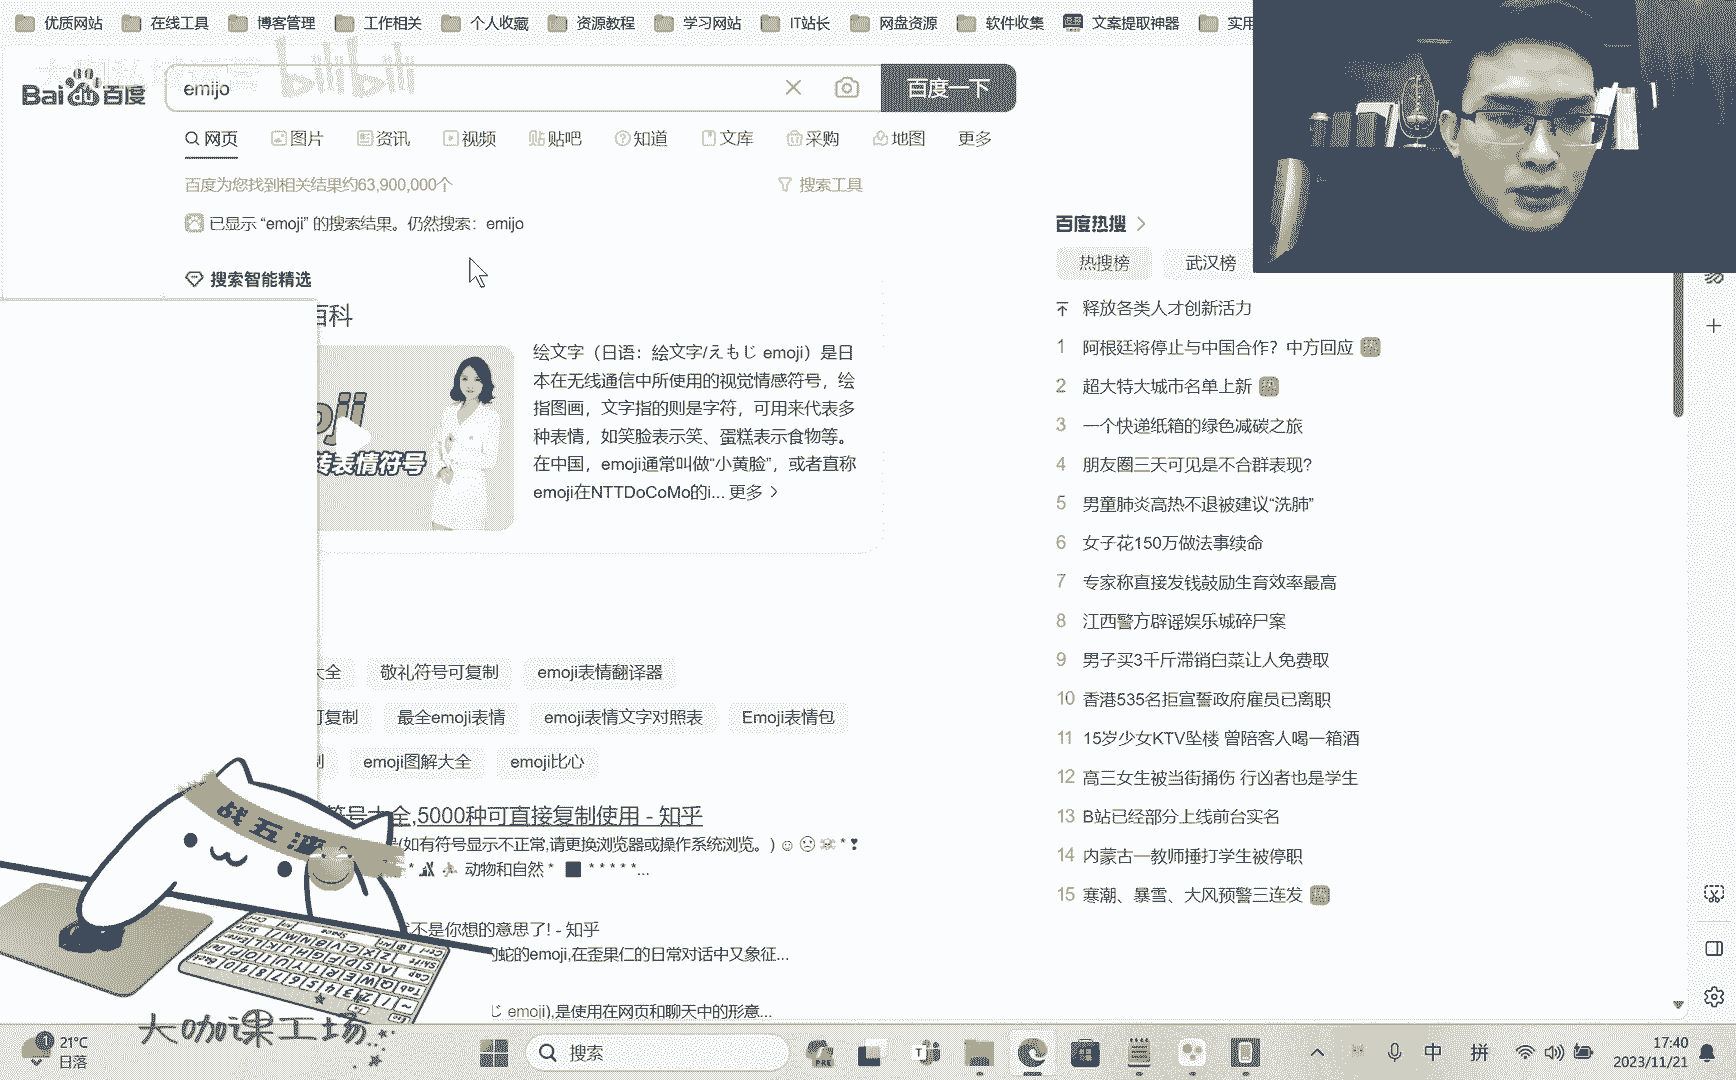 优质网站 在线工具 博客管理 工作相关 个人收藏 资源教程 学习网站 IT站长 网盘资源 软件收集 文案提取神器 实用
bilibili
Bai du 百度 emijo 百度一下
网页 图片 资讯 视频 贴吧 知道 文库 采购 地图 更多
百度为您找到相关结果约63,900,000个 搜索工具
已显示 “emoji” 的搜索结果。仍然搜索：emijo
搜索智能精选
百科
绘文字（日语：絵文字/えもじ emoji）是日
本在无线通信中所使用的视觉情感符号，绘
指图画，文字指的则是字符，可用来代表多
种表情，如笑脸表示笑、蛋糕表示食物等。
在中国，emoji通常叫做“小黄脸”，或者直称
emoji在NTTDoCoMo的i... 更多 >
oji
转表情符号
大全 敬礼符号可复制 emoji表情翻译器
可复制 最全emoji表情 emoji表情文字对照表 Emoji表情包
emoji图解大全 emoji比心
符号大全,5000种可直接复制使用 - 知乎
(如有符号显示不正常,请更换浏览器或操作系统浏览。)
动物和自然 * ■ * * * * *...
不是你想的意思了! - 知乎
蛇的emoji,在歪果仁的日常对话中又象征...
じ emoji),是使用在网页和聊天中的形意...
百度热搜 >
热搜榜 武汉榜
释放各类人才创新活力
1 阿根廷将停止与中国合作？中方回应
2 超大特大城市名单上新
3 一个快递纸箱的绿色减碳之旅
4 朋友圈三天可见是不合群表现?
5 男童肺炎高热不退被建议“洗肺”
6 女子花150万做法事续命
7 专家称直接发钱鼓励生育效率最高
8 江西警方辟谣娱乐城碎尸案
9 男子买3千斤滞销白菜让人免费取
10 香港535名拒宣誓政府雇员已离职
11 15岁少女KTV坠楼 曾陪客人喝一箱酒
12 高三女生被当街捅伤 行凶者也是学生
13 B站已经部分上线前台实名
14 内蒙古一教师捶打学生被停职
15 寒潮、暴雪、大风预警三连发
大咖课工场
21°C
日落
搜索
中 拼
17:40
2023/11/21